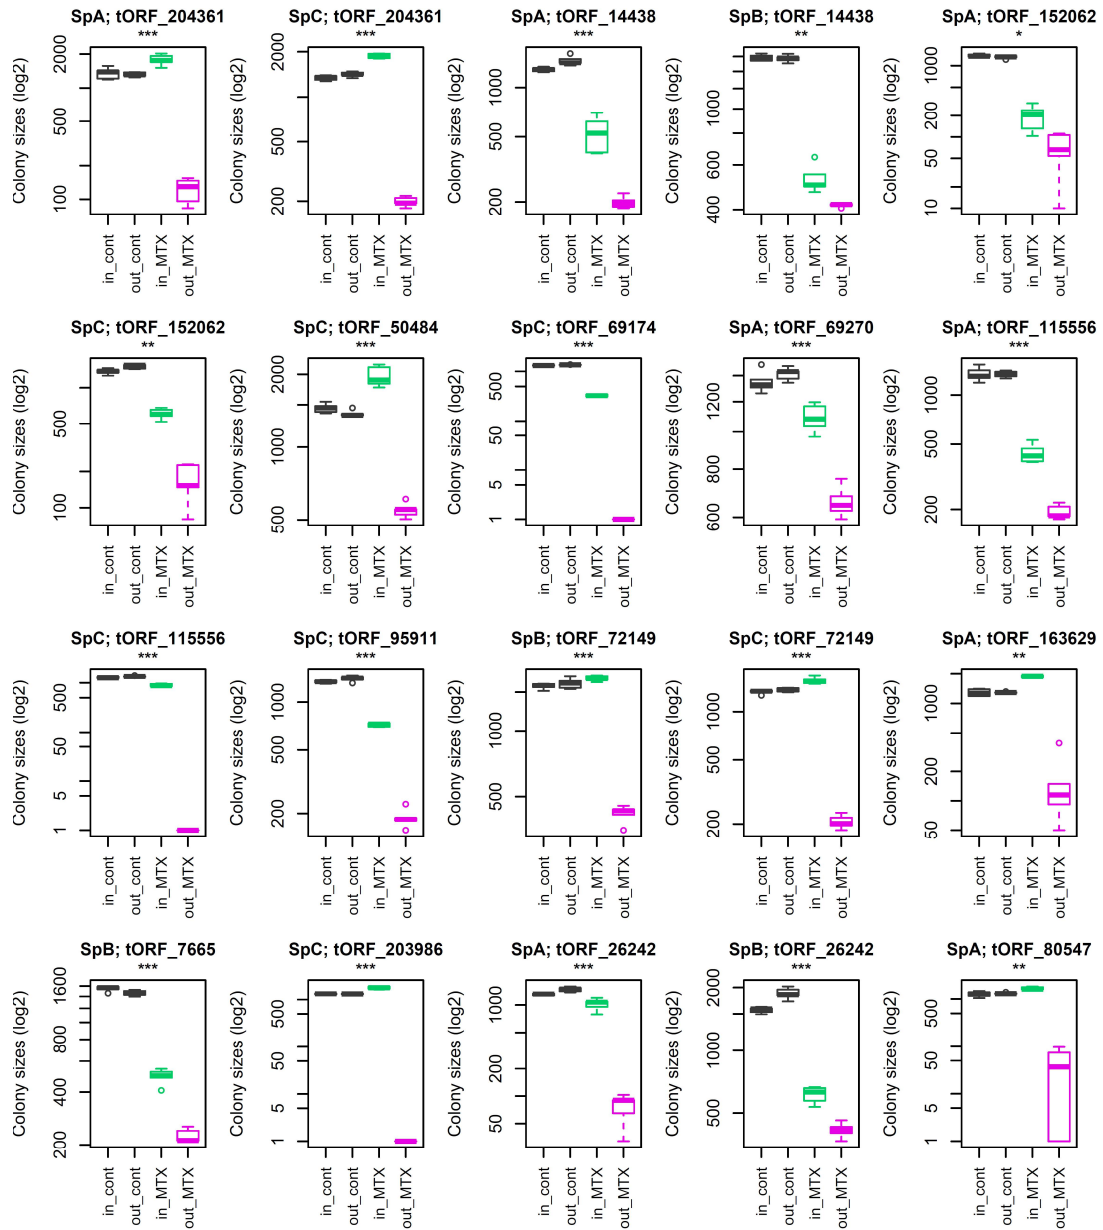 SpA; tORF_204361 SpC; tORF_204361 SpA; tORF_14438 SpB; tORF_14438 SpA; tORF_152062
*** *** *** ** *
Colony sizes (log2) Colony sizes (log2) Colony sizes (log2) Colony sizes (log2) Colony sizes (log2)
2000 2000 1000 1000 1000
500 500 500 600 200
100 200 200 400 50
10
in_cont out_cont in_MTX out_MTX in_cont out_cont in_MTX out_MTX in_cont out_cont in_MTX out_MTX in_cont out_cont in_MTX out_MTX in_cont out_cont in_MTX out_MTX
SpC; tORF_152062 SpC; tORF_50484 SpC; tORF_69174 SpA; tORF_69270 SpA; tORF_115556
** *** *** *** ***
Colony sizes (log2) Colony sizes (log2) Colony sizes (log2) Colony sizes (log2) Colony sizes (log2)
500 2000 500 1200 1000
100 1000 50 800 500
500 5 600 200
1
in_cont out_cont in_MTX out_MTX in_cont out_cont in_MTX out_MTX in_cont out_cont in_MTX out_MTX in_cont out_cont in_MTX out_MTX in_cont out_cont in_MTX out_MTX
SpC; tORF_115556 SpC; tORF_95911 SpB; tORF_72149 SpC; tORF_72149 SpA; tORF_163629
*** *** *** *** **
Colony sizes (log2) Colony sizes (log2) Colony sizes (log2) Colony sizes (log2) Colony sizes (log2)
500 1000 1000 1000 1000
50 500 500 500 200
5 200 200 50
1
in_cont out_cont in_MTX out_MTX in_cont out_cont in_MTX out_MTX in_cont out_cont in_MTX out_MTX in_cont out_cont in_MTX out_MTX in_cont out_cont in_MTX out_MTX
SpB; tORF_7665 SpC; tORF_203986 SpA; tORF_26242 SpB; tORF_26242 SpA; tORF_80547
*** *** *** *** **
Colony sizes (log2) Colony sizes (log2) Colony sizes (log2) Colony sizes (log2) Colony sizes (log2)
1600 500 1000 2000 500
800 50 200 1000 50
400 5 50 500 5
200 1 1
in_cont out_cont in_MTX out_MTX in_cont out_cont in_MTX out_MTX in_cont out_cont in_MTX out_MTX in_cont out_cont in_MTX out_MTX in_cont out_cont in_MTX out_MTX